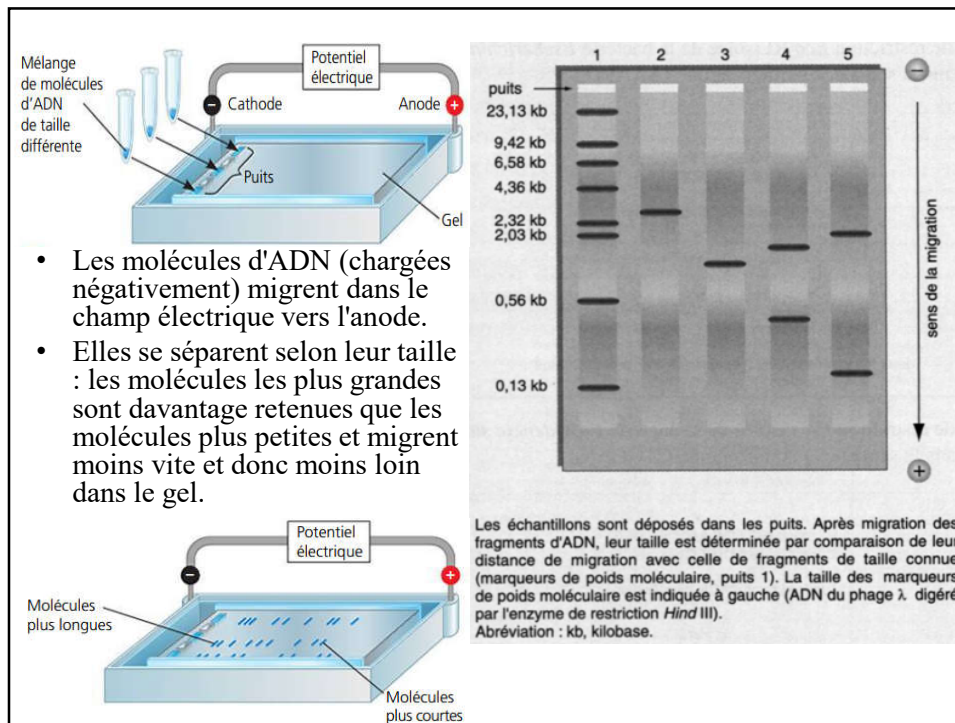 Mélange
de molécules
d'ADN
de taille
différente
Potentiel
électrique
− Cathode
Anode +
Puits
Gel
• Les molécules d'ADN (chargées
négativement) migrent dans le
champ électrique vers l'anode.
• Elles se séparent selon leur taille
: les molécules les plus grandes
sont davantage retenues que les
molécules plus petites et migrent
moins vite et donc moins loin
dans le gel.
Potentiel
électrique
− +
Molécules
plus longues
Molécules
plus courtes
1 2 3 4 5
puits
23,13 kb
9,42 kb
6,58 kb
4,36 kb
2,32 kb
2,03 kb
0,56 kb
0,13 kb
−
sens de la migration
+
Les échantillons sont déposés dans les puits. Après migration des
fragments d'ADN, leur taille est déterminée par comparaison de leur
distance de migration avec celle de fragments de taille connue
(marqueurs de poids moléculaire, puits 1). La taille des marqueurs
de poids moléculaire est indiquée à gauche (ADN du phage λ digéré
par l'enzyme de restriction Hind III).
Abréviation : kb, kilobase.